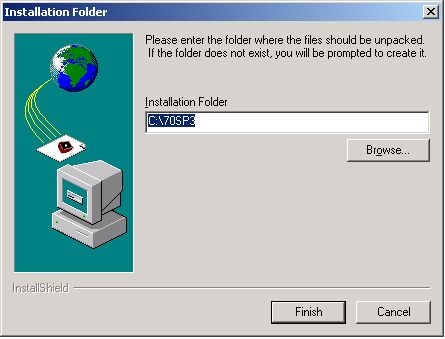 Installation Folder
Please enter the folder where the files should be unpacked.
If the folder does not exist, you will be prompted to create it.
Installation Folder
C:\70SP3
Browse...
InstallShield
Finish
Cancel